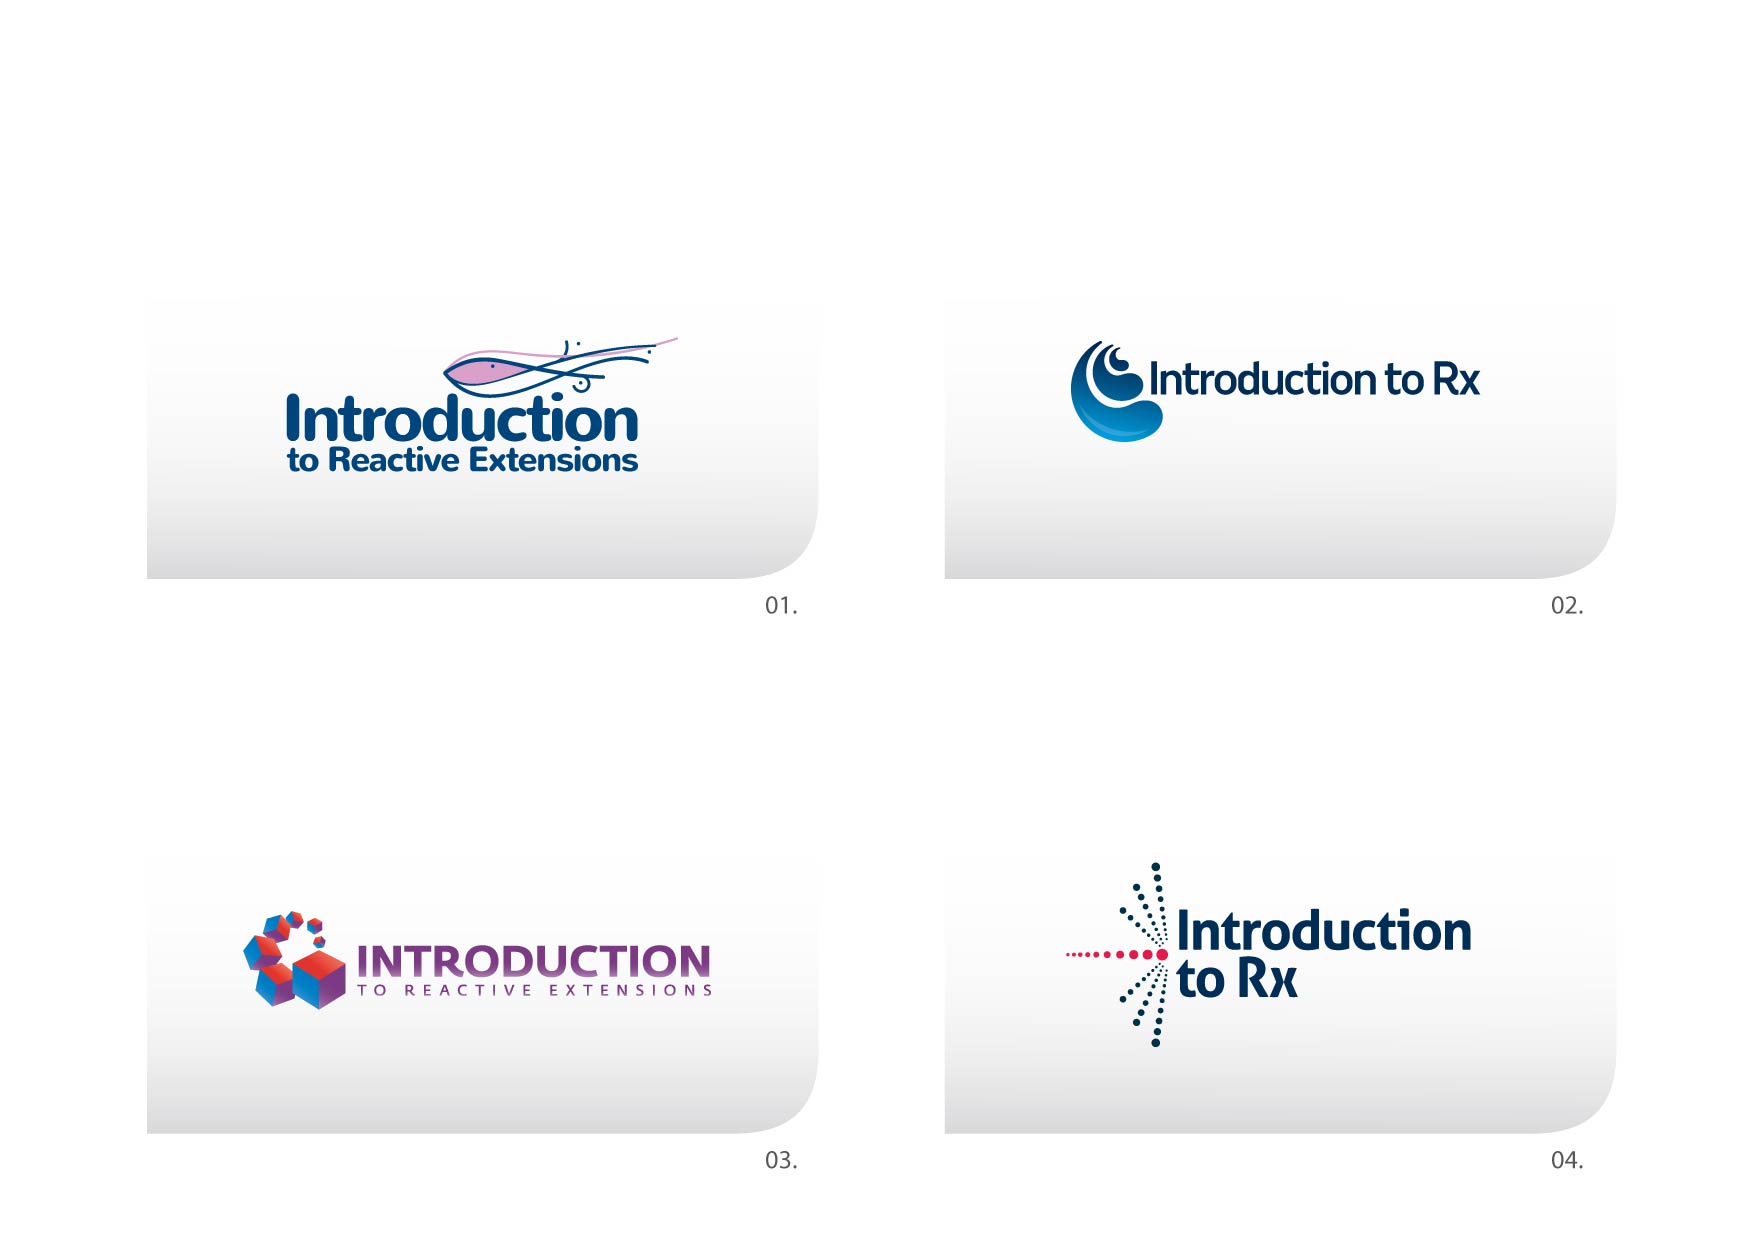 Introduction
to Reactive Extensions
01.
Introduction to Rx
02.
INTRODUCTION
TO REACTIVE EXTENSIONS
03.
Introduction
to Rx
04.